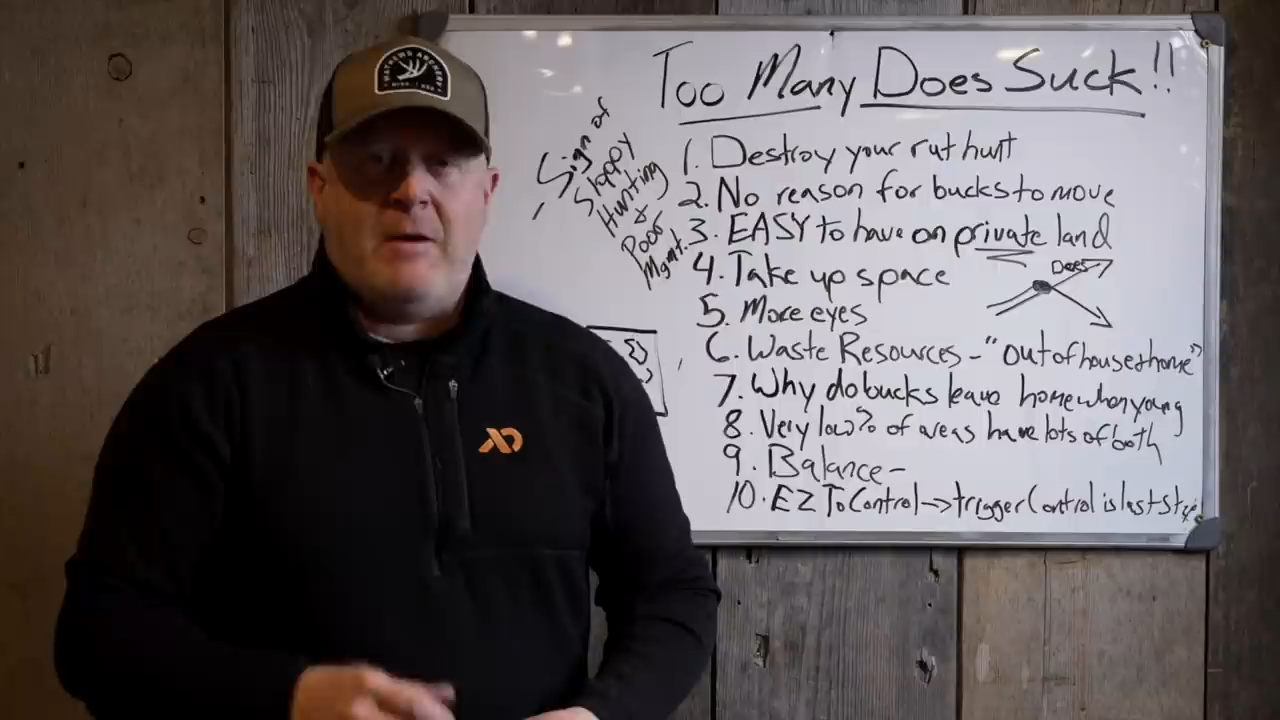 MATHEWS ARCHERY
Too Many Does Suck!!
- Sign of
Sloppy
Hunting
+
Poor
Mgmt.
1. Destroy your rut hunt
2. No reason for bucks to move
3. EASY to have on private land
4. Take up space
Does
5. More eyes
6. Waste Resources - "out of house & home"
7. Why do bucks leave home when young
8. Very low % of areas have lots of both
9. Balance -
10. EZ To Control -> trigger Control is last